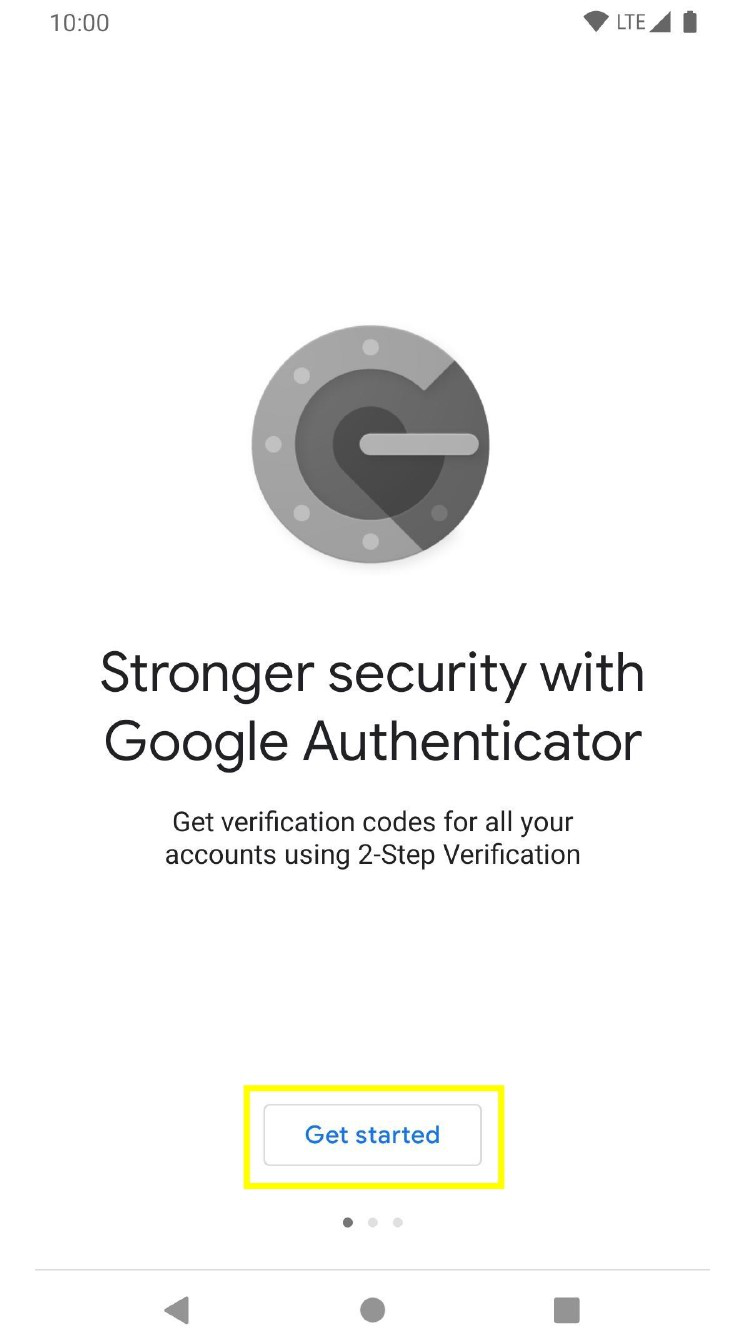 10:00 LTE
Stronger security with
Google Authenticator
Get verification codes for all your
accounts using 2-Step Verification
Get started